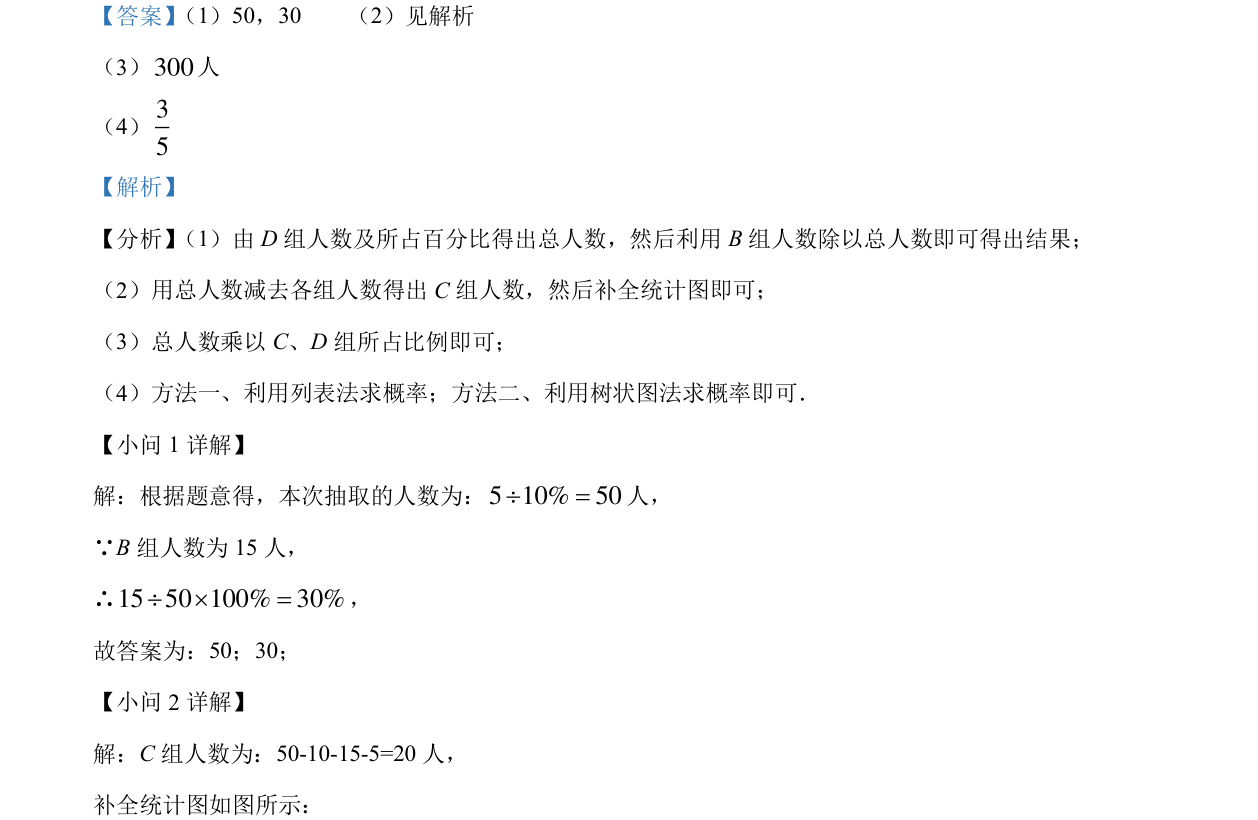 【答案】（1）50，30 （2）见解析
（3）300人
（4）3/5
【解析】
【分析】（1）由 D 组人数及所占百分比得出总人数，然后利用 B 组人数除以总人数即可得出结果；
（2）用总人数减去各组人数得出 C 组人数，然后补全统计图即可；
（3）总人数乘以 C、D 组所占比例即可；
（4）方法一、利用列表法求概率；方法二、利用树状图法求概率即可．
【小问 1 详解】
解：根据题意得，本次抽取的人数为：5÷10%＝50 人，
∵B 组人数为 15 人，
∴15÷50×100%＝30%，
故答案为：50；30；
【小问 2 详解】
解：C 组人数为：50-10-15-5=20 人，
补全统计图如图所示：